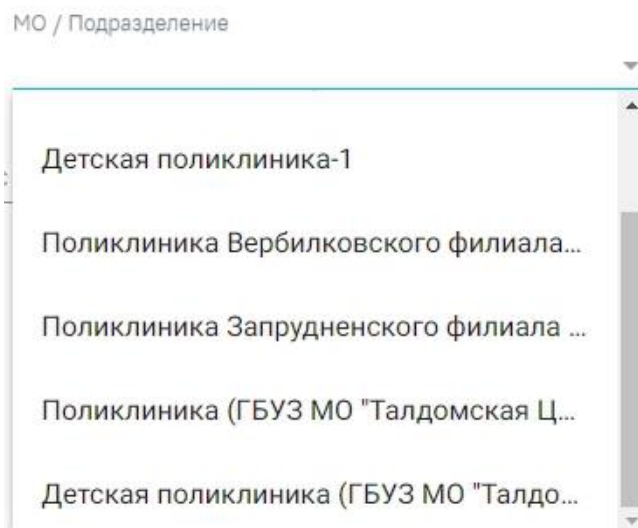 МО / Подразделение
Детская поликлиника-1
Поликлиника Вербилковского филиала...
Поликлиника Запрудненского филиала ...
Поликлиника (ГБУЗ МО "Талдомская Ц...
Детская поликлиника (ГБУЗ МО "Талдо...